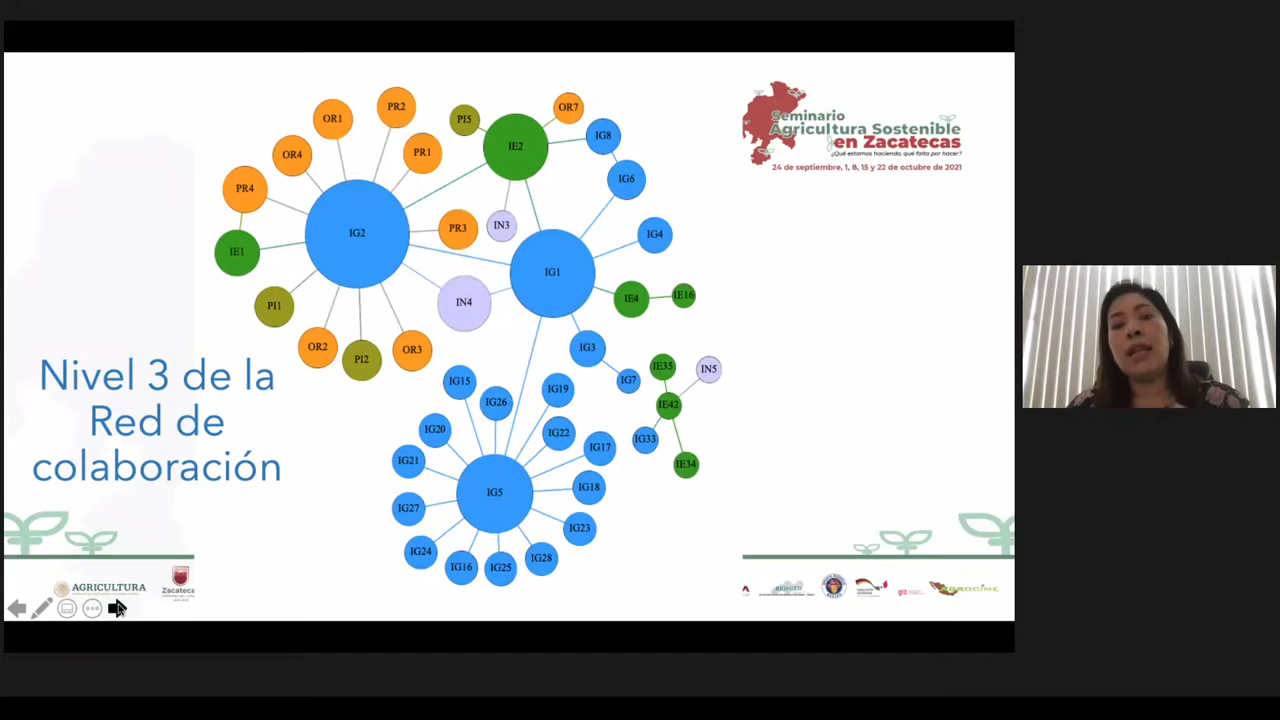 Seminario
Agricultura Sostenible
en Zacatecas
¿Qué estamos haciendo, qué falta por hacer?
24 de septiembre, 1, 8, 15 y 22 de octubre de 2021
PR2
OR1
PI5
OR7
IG8
IE2
OR4
PR1
PR4
IG6
IN3
PR3
IG2
IG4
IE1
IG1
IN4
IE4
IE16
PI1
OR2
PI2
OR3
IG3
IG7
IE35
IN5
IG15
IG26
IG19
IE42
IG20
IG22
IG33
IG17
IG21
IE34
IG5
IG18
IG27
IG23
IG24
IG16
IG25
IG28
Nivel 3 de la
Red de
colaboración
AGRICULTURA
Zacatecas
giz